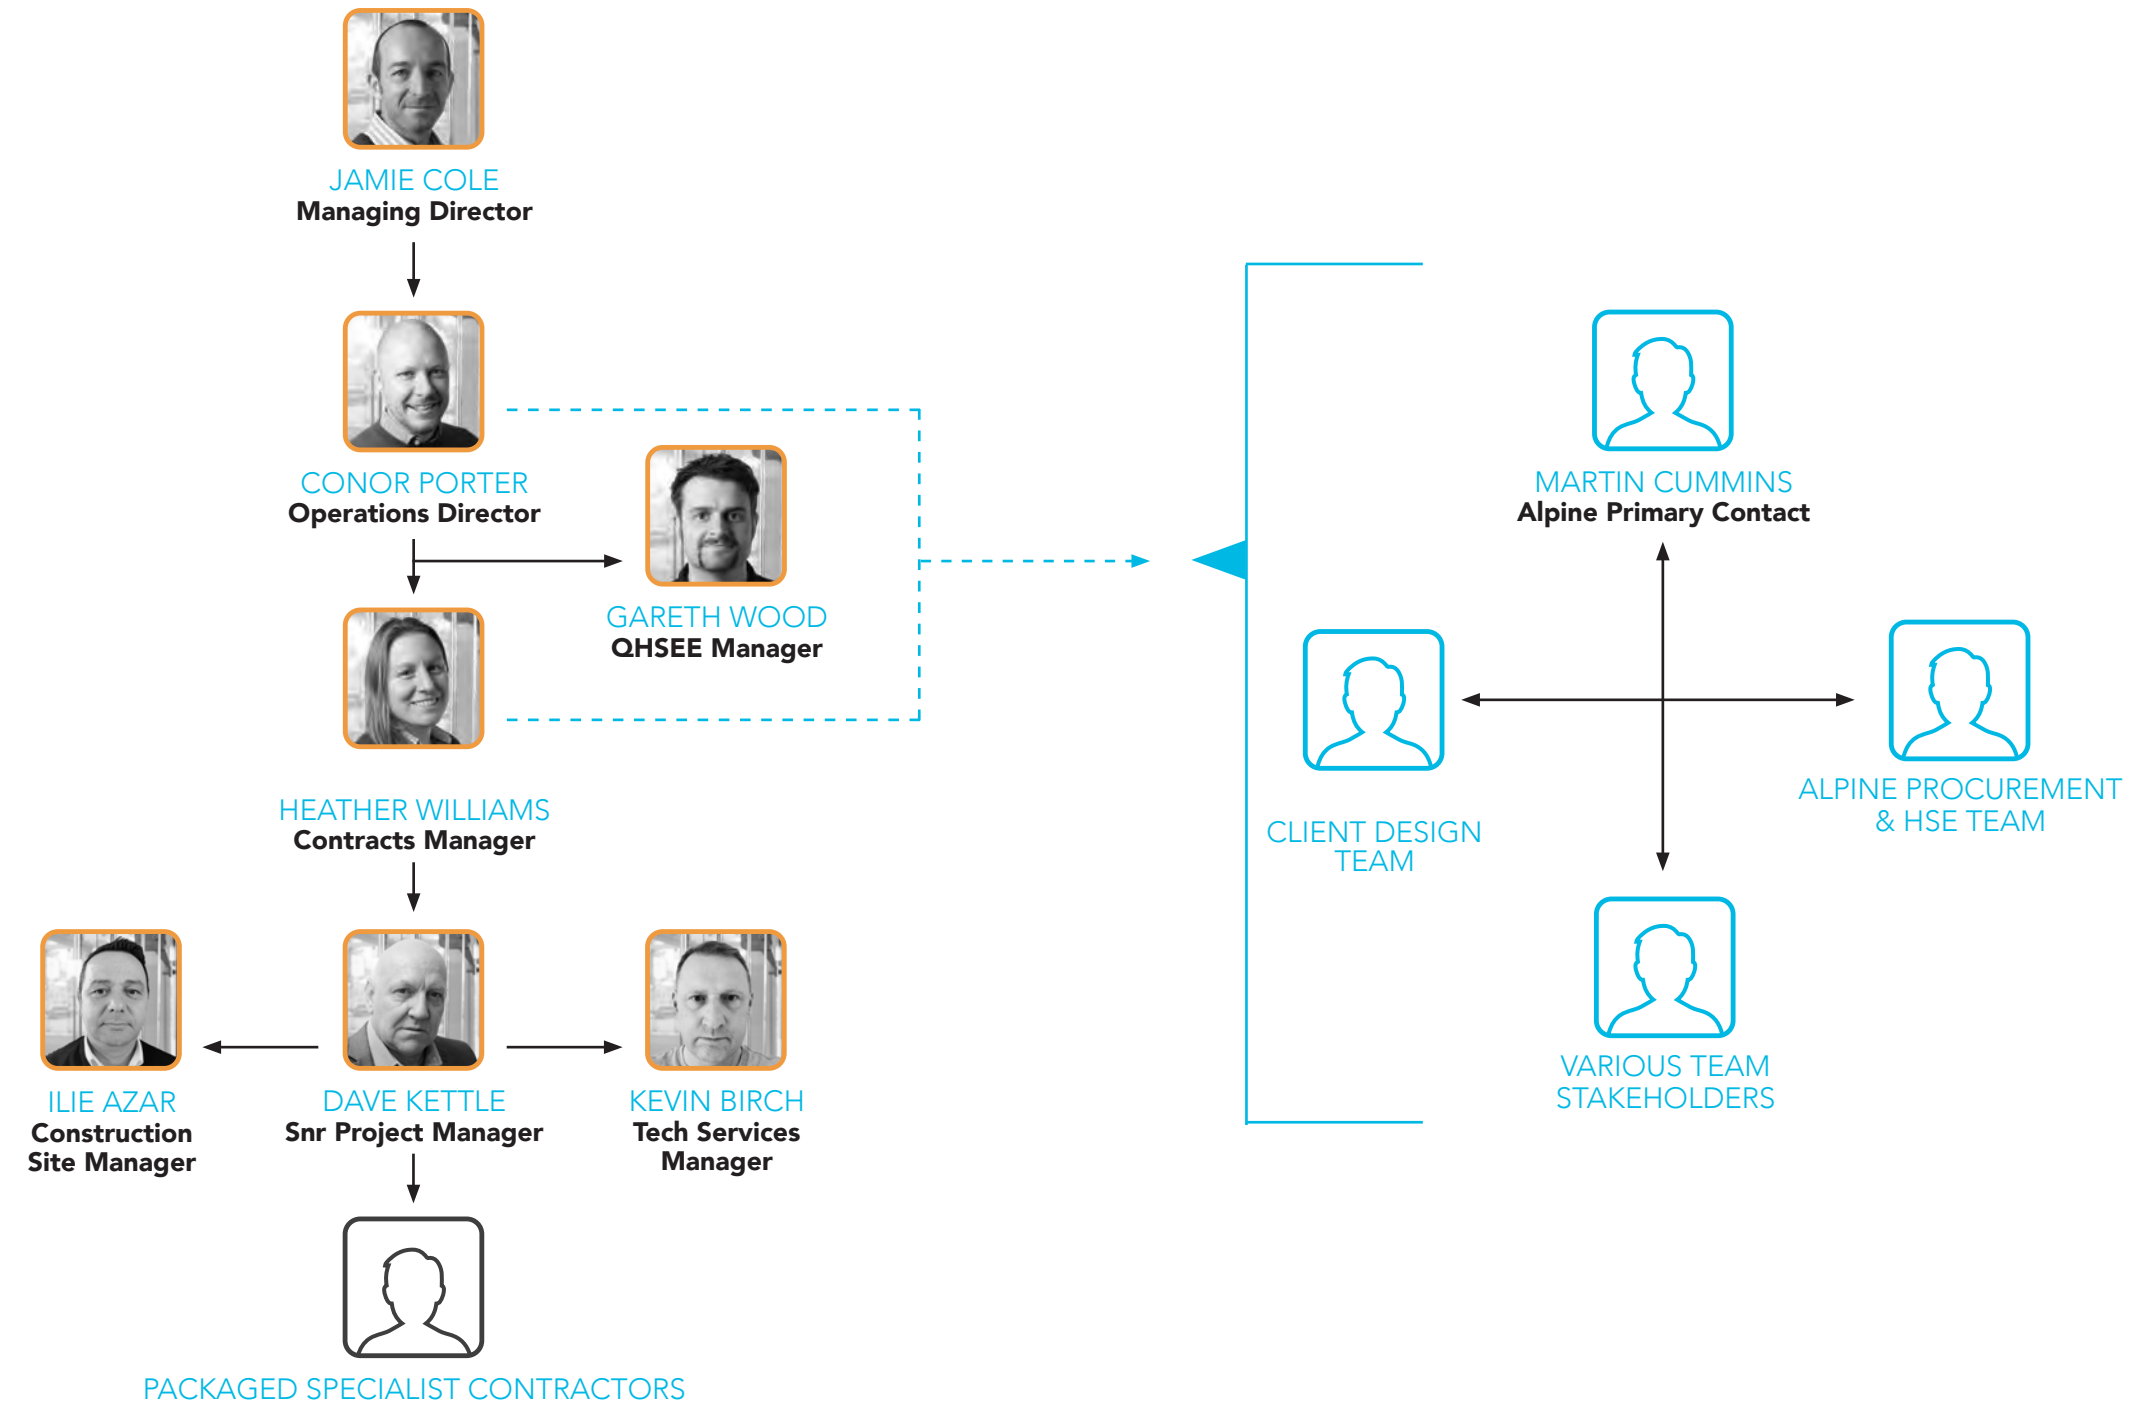 JAMIE COLE
Managing Director
CONOR PORTER
Operations Director
GARETH WOOD
QHSEE Manager
HEATHER WILLIAMS
Contracts Manager
ILIE AZAR
Construction
Site Manager
DAVE KETTLE
Snr Project Manager
KEVIN BIRCH
Tech Services
Manager
PACKAGED SPECIALIST CONTRACTORS
MARTIN CUMMINS
Alpine Primary Contact
CLIENT DESIGN
TEAM
ALPINE PROCUREMENT
& HSE TEAM
VARIOUS TEAM
STAKEHOLDERS